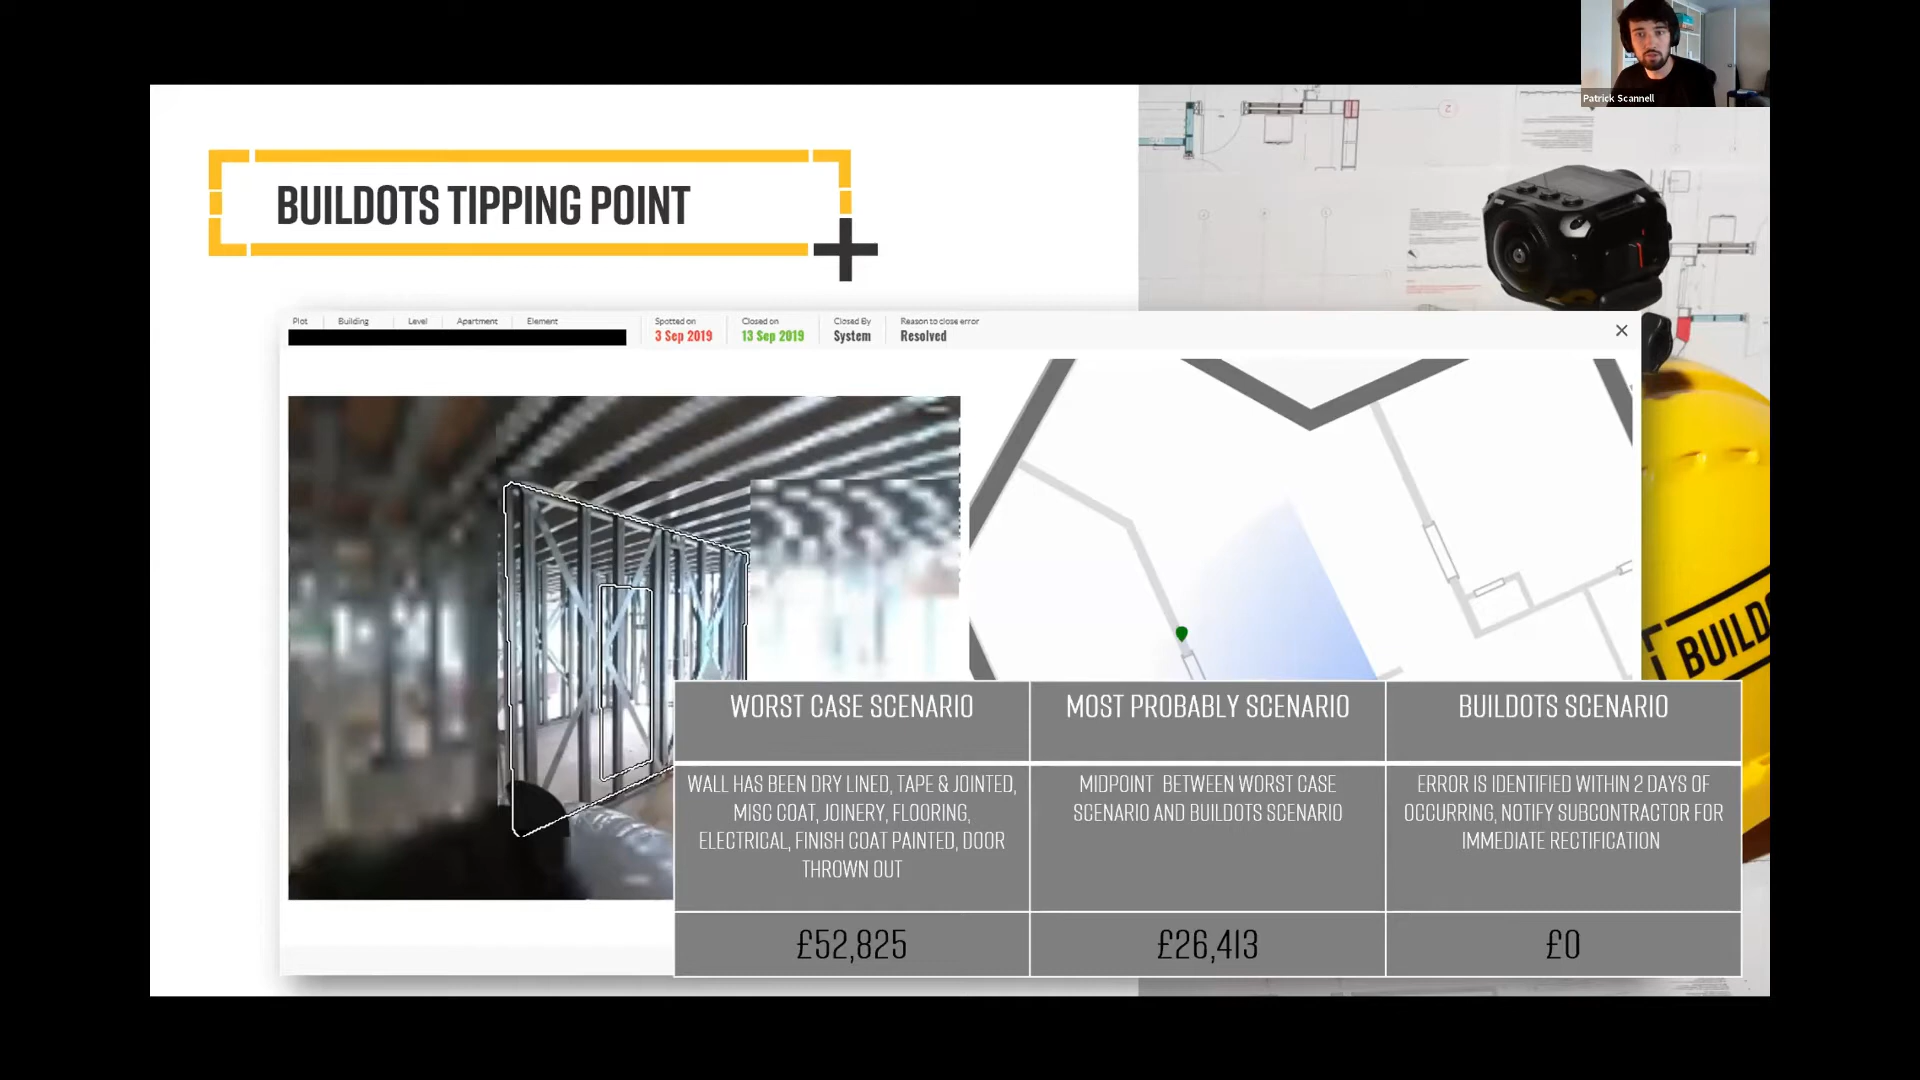 Patrick Scannell
BUILDOTS TIPPING POINT
Plot Building Level Apartment Element Spotted on Closed on Closed By Reason to close error
3 Sep 2019 13 Sep 2019 System Resolved
BUILD
WORST CASE SCENARIO
MOST PROBABLY SCENARIO
BUILDOTS SCENARIO
WALL HAS BEEN DRY LINED, TAPE & JOINTED,
MISC COAT, JOINERY, FLOORING,
ELECTRICAL, FINISH COAT PAINTED, DOOR
THROWN OUT
MIDPOINT BETWEEN WORST CASE
SCENARIO AND BUILDOTS SCENARIO
ERROR IS IDENTIFIED WITHIN 2 DAYS OF
OCCURRING, NOTIFY SUBCONTRACTOR FOR
IMMEDIATE RECTIFICATION
£52,825
£26,413
£0